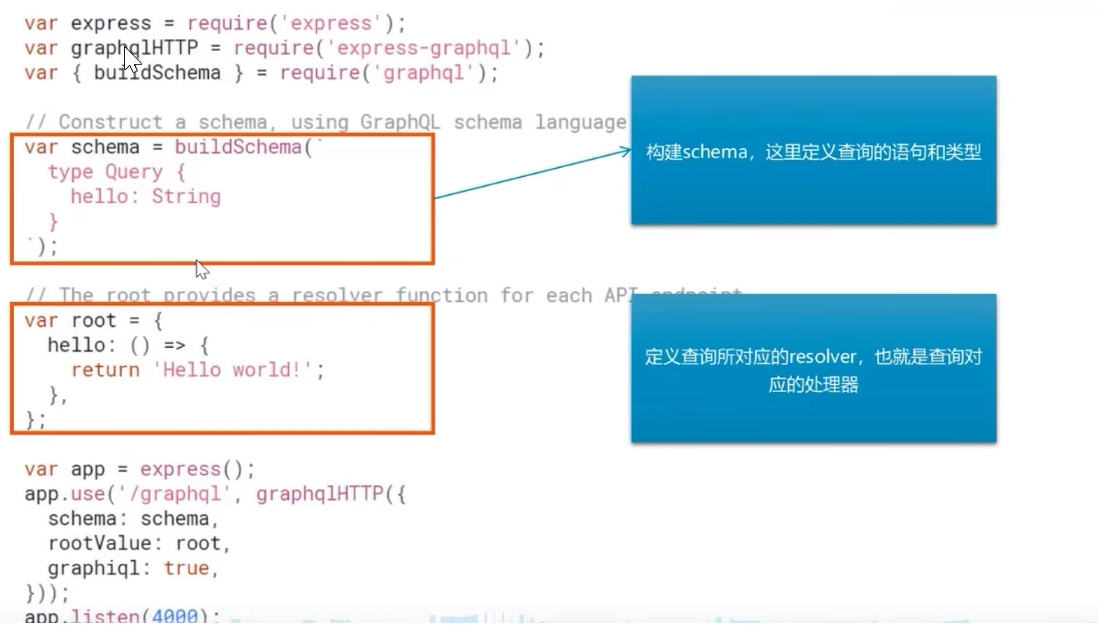 var express = require('express');
var graphqlHTTP = require('express-graphql');
var { buildSchema } = require('graphql');
// Construct a schema, using GraphQL schema language
var schema = buildSchema(`
type Query {
hello: String
}
`);
构建schema，这里定义查询的语句和类型
// The root provides a resolver function for each API endpoint
var root = {
hello: () => {
return 'Hello world!';
},
};
定义查询所对应的resolver，也就是查询对
应的处理器
var app = express();
app.use('/graphql', graphqlHTTP({
schema: schema,
rootValue: root,
graphiql: true,
}));
app.listen(4000);